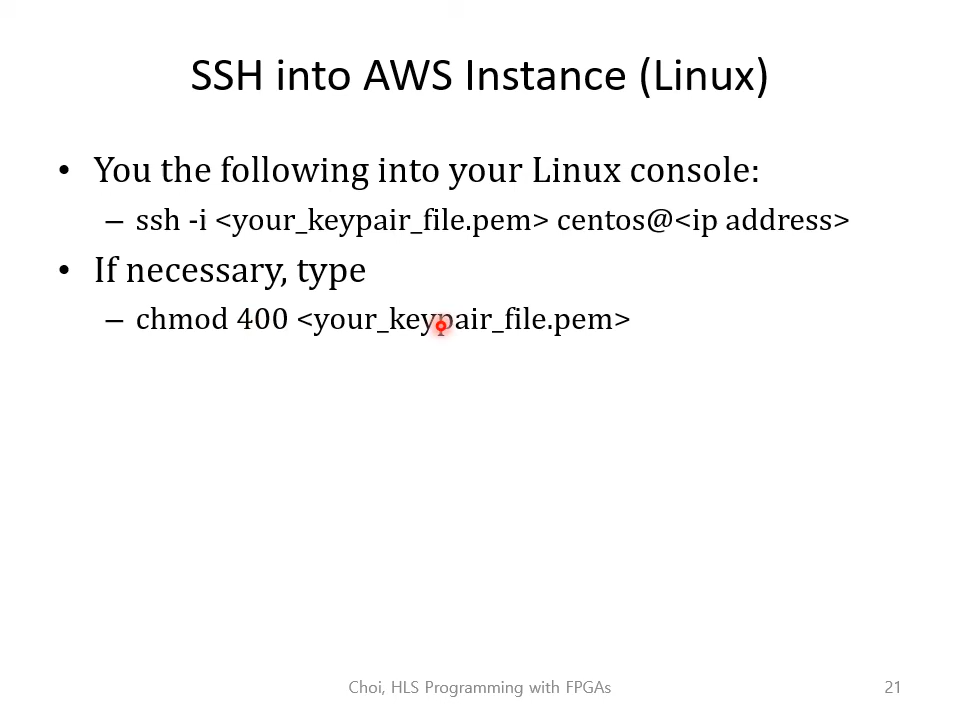 SSH into AWS Instance (Linux)
• You the following into your Linux console:
– ssh -i <your_keypair_file.pem> centos@<ip address>
• If necessary, type
– chmod 400 <your_keypair_file.pem>
Choi, HLS Programming with FPGAs
21